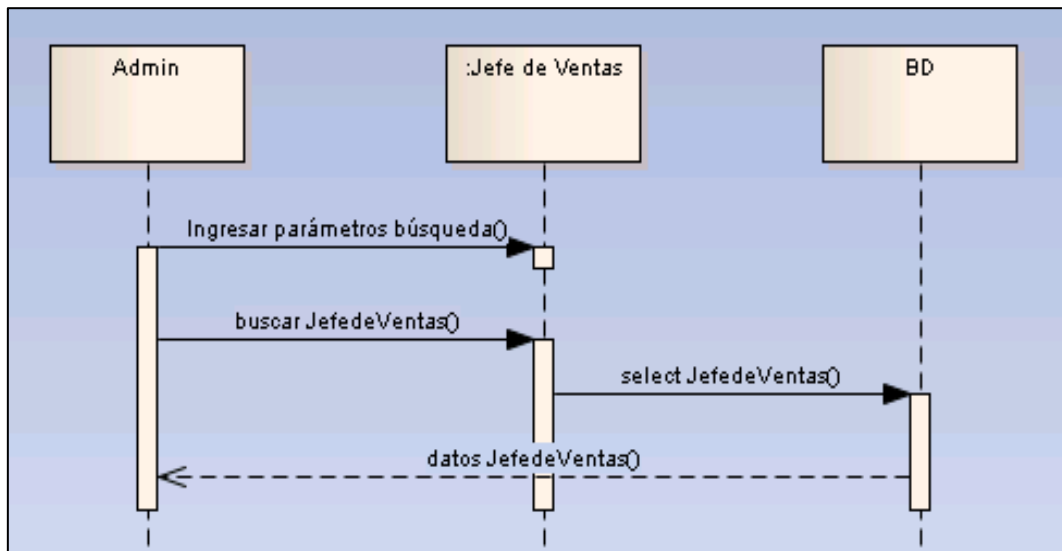 Admin
:Jefe de Ventas
BD
Ingresar parámetros búsqueda()
buscar JefedeVentas()
select JefedeVentas()
datos JefedeVentas()